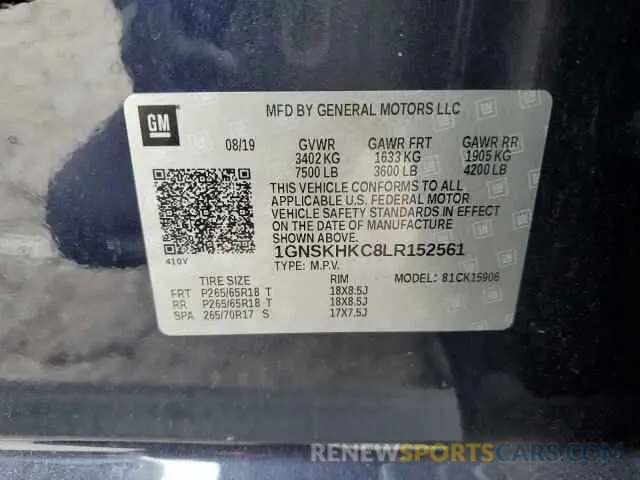 GM
MFD BY GENERAL MOTORS LLC
08/19 GVWR GAWR FRT GAWR RR
3402 KG 1633 KG 1905 KG
7500 LB 3600 LB 4200 LB
THIS VEHICLE CONFORMS TO ALL
APPLICABLE U.S. FEDERAL MOTOR
VEHICLE SAFETY STANDARDS IN EFFECT
ON THE DATE OF MANUFACTURE
SHOWN ABOVE.
410Y
1GNSKHKC8LR152561
TYPE: M.P.V. MODEL: 81CK15906
TIRE SIZE RIM
FRT P265/65R18 T 18X8.5J
RR P265/65R18 T 18X8.5J
SPA 265/70R17 S 17X7.5J
RENEWSPORTSCARS.COM